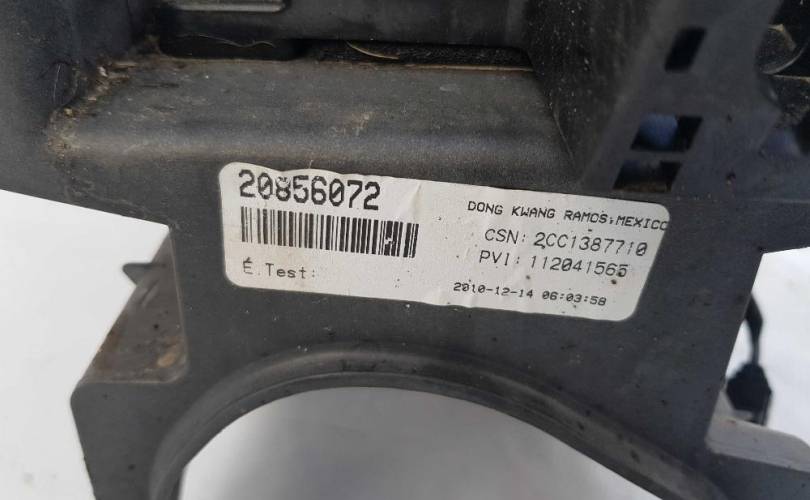 20856072
É.Test:
DONG KWANG RAMOS,MEXICO
CSN: 2CC1387710
PVI: 112041565
2010-12-14 06:03:58